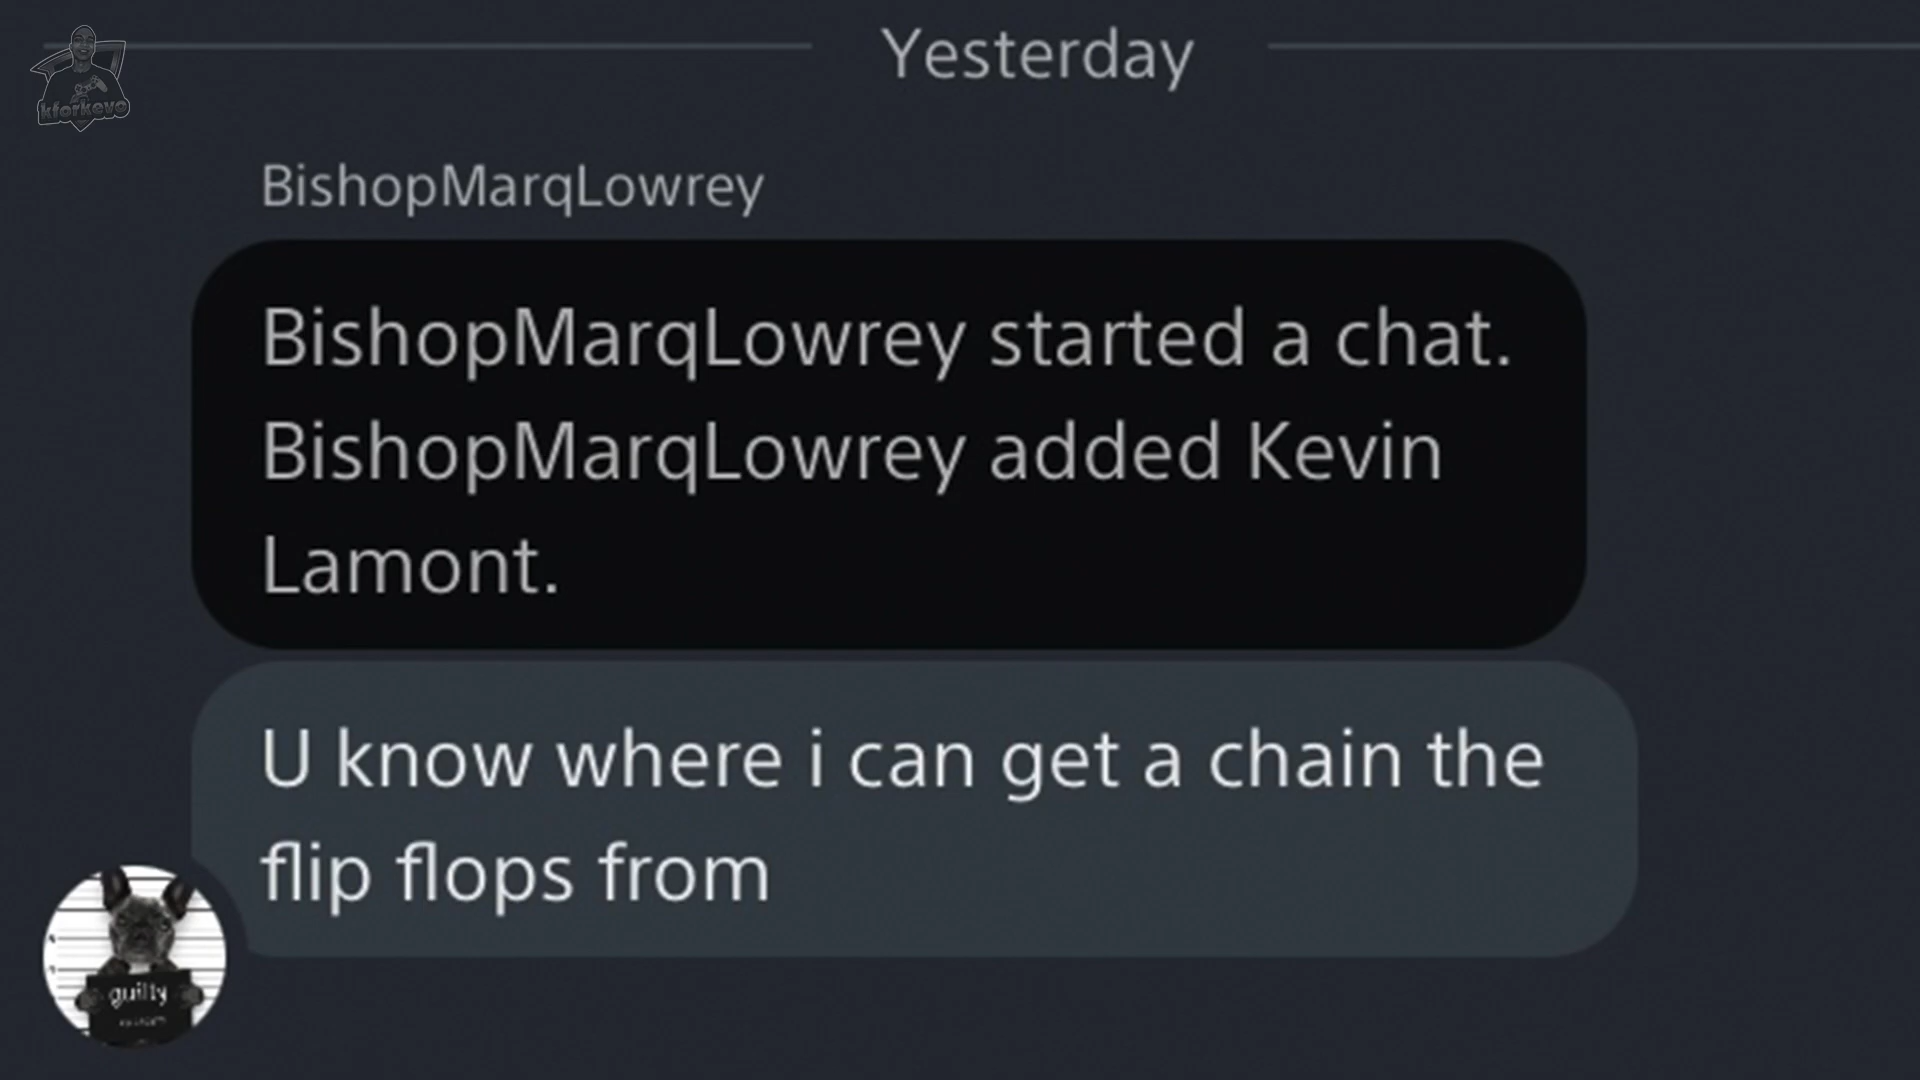 kforkevo
Yesterday
BishopMarqLowrey
BishopMarqLowrey started a chat.
BishopMarqLowrey added Kevin
Lamont.
U know where i can get a chain the
flip flops from
guilty